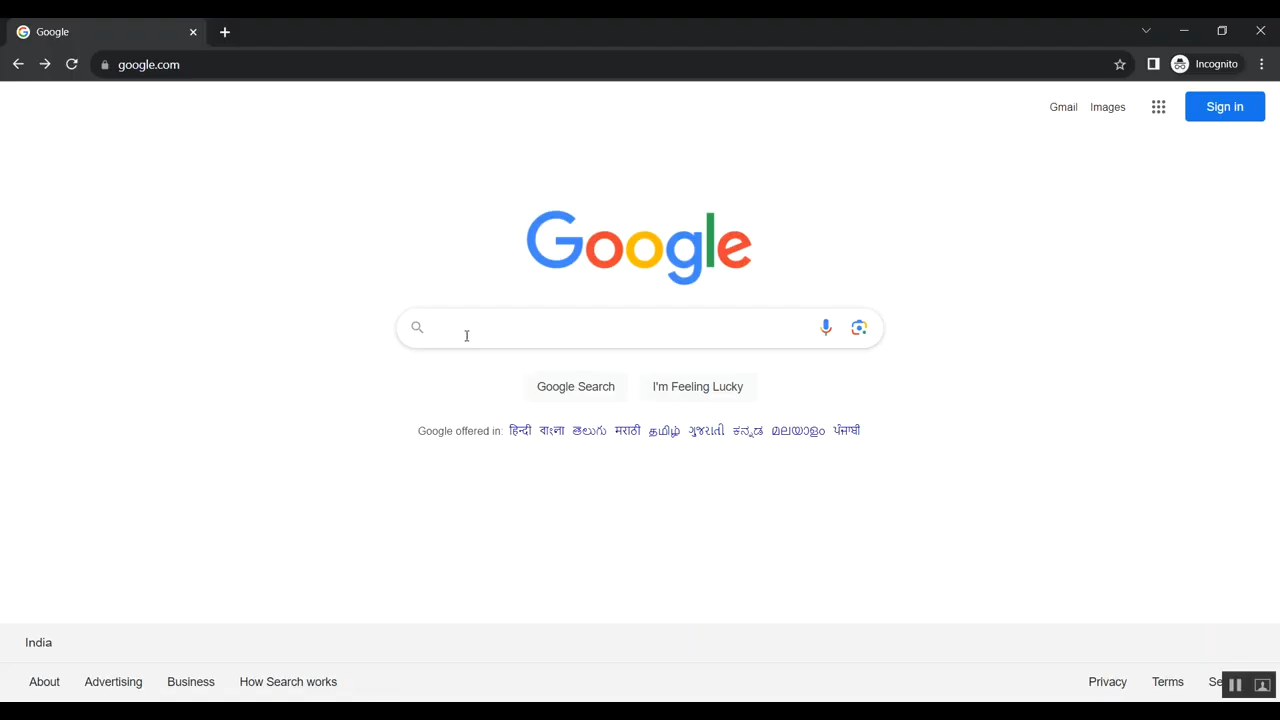 Google
google.com
Incognito
Gmail Images Sign in
Google
Google Search I'm Feeling Lucky
Google offered in: हिन्दी বাংলা తెలుగు मराठी தமிழ் ગુજરાતી ಕನ್ನಡ മലയാളം ਪੰਜਾਬੀ
India
About Advertising Business How Search works Privacy Terms